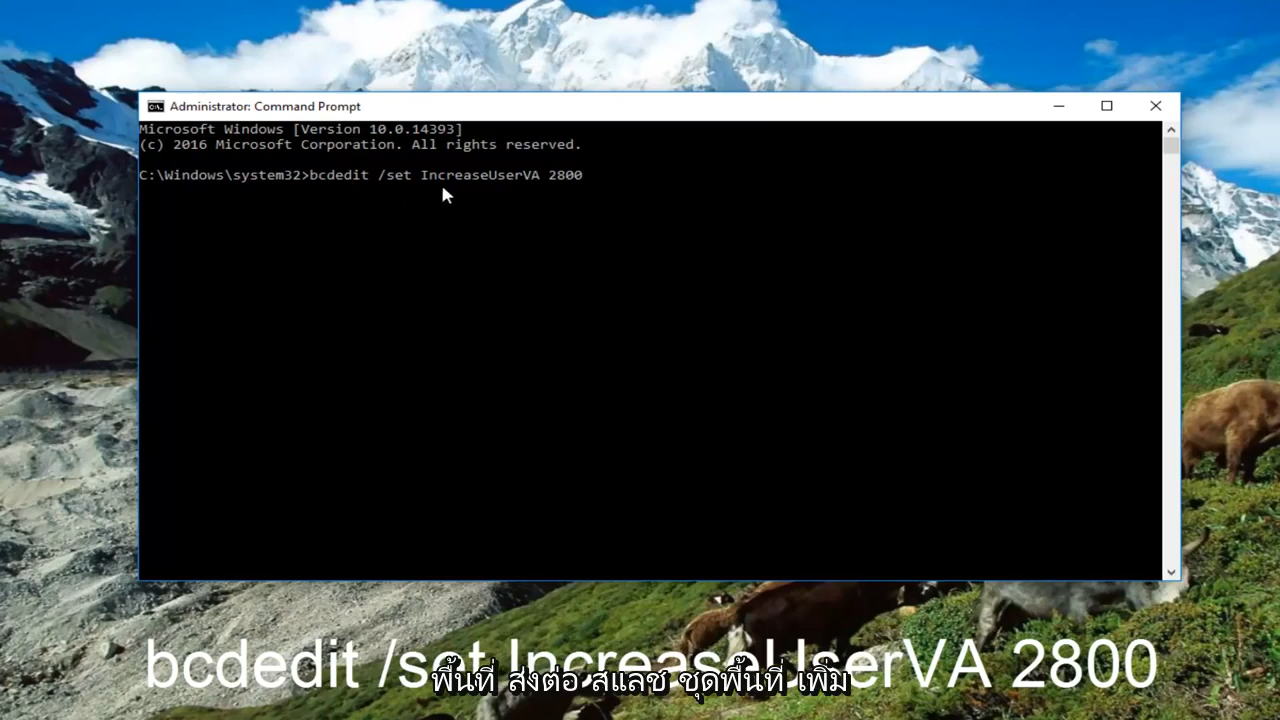 Administrator: Command Prompt
Microsoft Windows [Version 10.0.14393]
(c) 2016 Microsoft Corporation. All rights reserved.
C:\Windows\system32>bcdedit /set IncreaseUserVA 2800
bcdedit /set IncreaseUserVA 2800
พื้นที่ ส่งต่อ สแลช ชุดพื้นที่ เพิ่ม